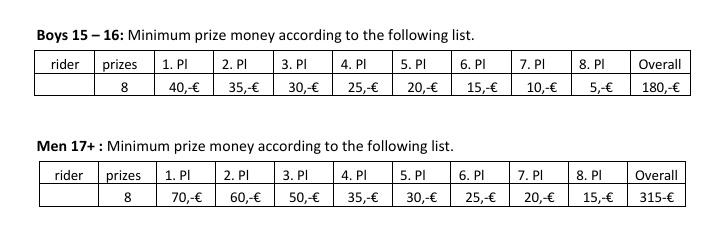 Boys 15 – 16: Minimum prize money according to the following list.
rider prizes 1. Pl 2. Pl 3. Pl 4. Pl 5. Pl 6. Pl 7. Pl 8. Pl Overall
8 40,-€ 35,-€ 30,-€ 25,-€ 20,-€ 15,-€ 10,-€ 5,-€ 180,-€
Men 17+ : Minimum prize money according to the following list.
rider prizes 1. Pl 2. Pl 3. Pl 4. Pl 5. Pl 6. Pl 7. Pl 8. Pl Overall
8 70,-€ 60,-€ 50,-€ 35,-€ 30,-€ 25,-€ 20,-€ 15,-€ 315-€